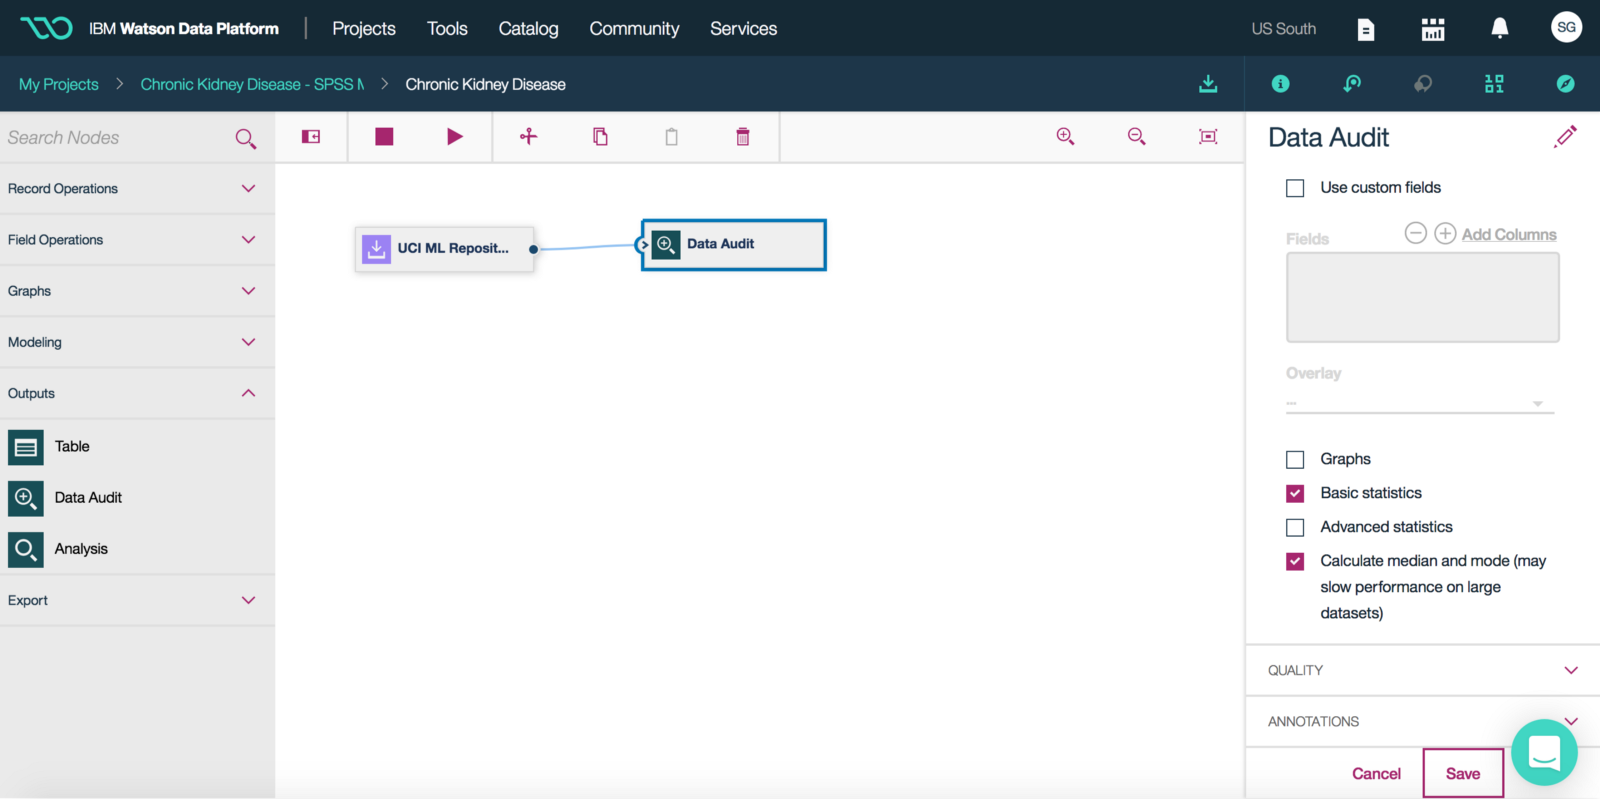 IBM Watson Data Platform
Projects
Tools
Catalog
Community
Services
US South
SG
My Projects
Chronic Kidney Disease - SPSS M
Chronic Kidney Disease
Search Nodes
Record Operations
Field Operations
Graphs
Modeling
Outputs
Table
Data Audit
Analysis
Export
UCI ML Reposit...
Data Audit
Data Audit
Use custom fields
Fields
Add Columns
Overlay
...
Graphs
Basic statistics
Advanced statistics
Calculate median and mode (may
slow performance on large
datasets)
QUALITY
ANNOTATIONS
Cancel
Save